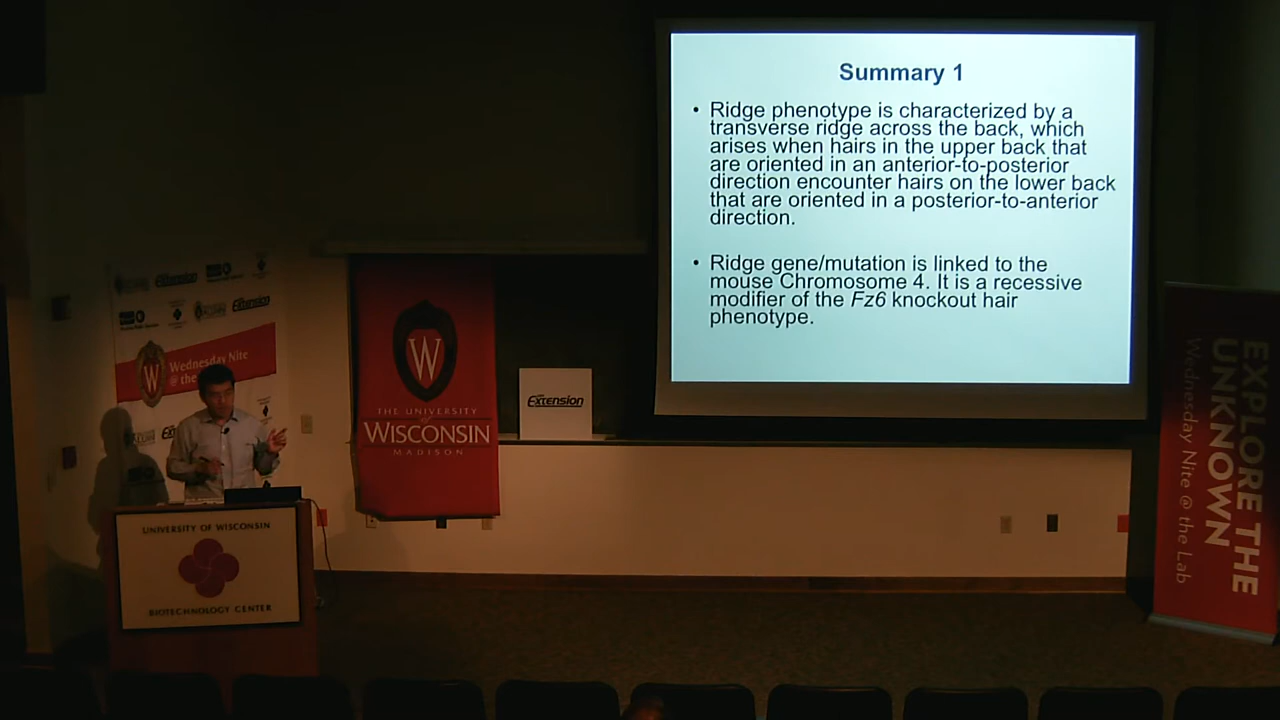 Summary 1
• Ridge phenotype is characterized by a
transverse ridge across the back, which
arises when hairs in the upper back that
are oriented in an anterior-to-posterior
direction encounter hairs on the lower back
that are oriented in a posterior-to-anterior
direction.
• Ridge gene/mutation is linked to the
mouse Chromosome 4. It is a recessive
modifier of the Fz6 knockout hair
phenotype.
Extension
Extension
W
Wednesday Nite
@ the
W
THE UNIVERSITY
of
WISCONSIN
MADISON
Extension
UNIVERSITY OF WISCONSIN
BIOTECHNOLOGY CENTER
EXPLORE THE
UNKNOWN
Wednesday Nite @ the Lab